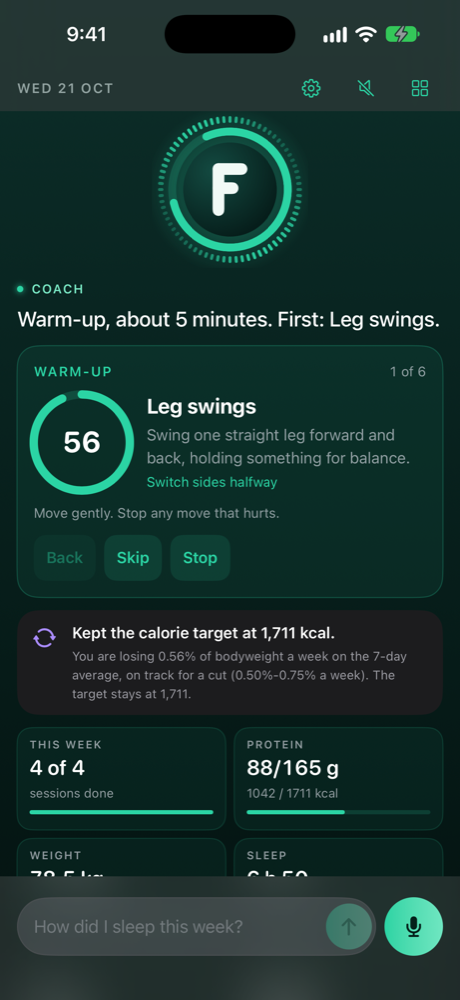 9:41
WED 21 OCT
F
COACH
Warm-up, about 5 minutes. First: Leg swings.
WARM-UP
1 of 6
56
Leg swings
Swing one straight leg forward and
back, holding something for balance.
Switch sides halfway
Move gently. Stop any move that hurts.
Back
Skip
Stop
Kept the calorie target at 1,711 kcal.
You are losing 0.56% of bodyweight a week on the 7-day
average, on track for a cut (0.50%-0.75% a week). The
target stays at 1,711.
THIS WEEK
4 of 4
sessions done
PROTEIN
88/165 g
1042 / 1711 kcal
WEIGHT
SLEEP
How did I sleep this week?